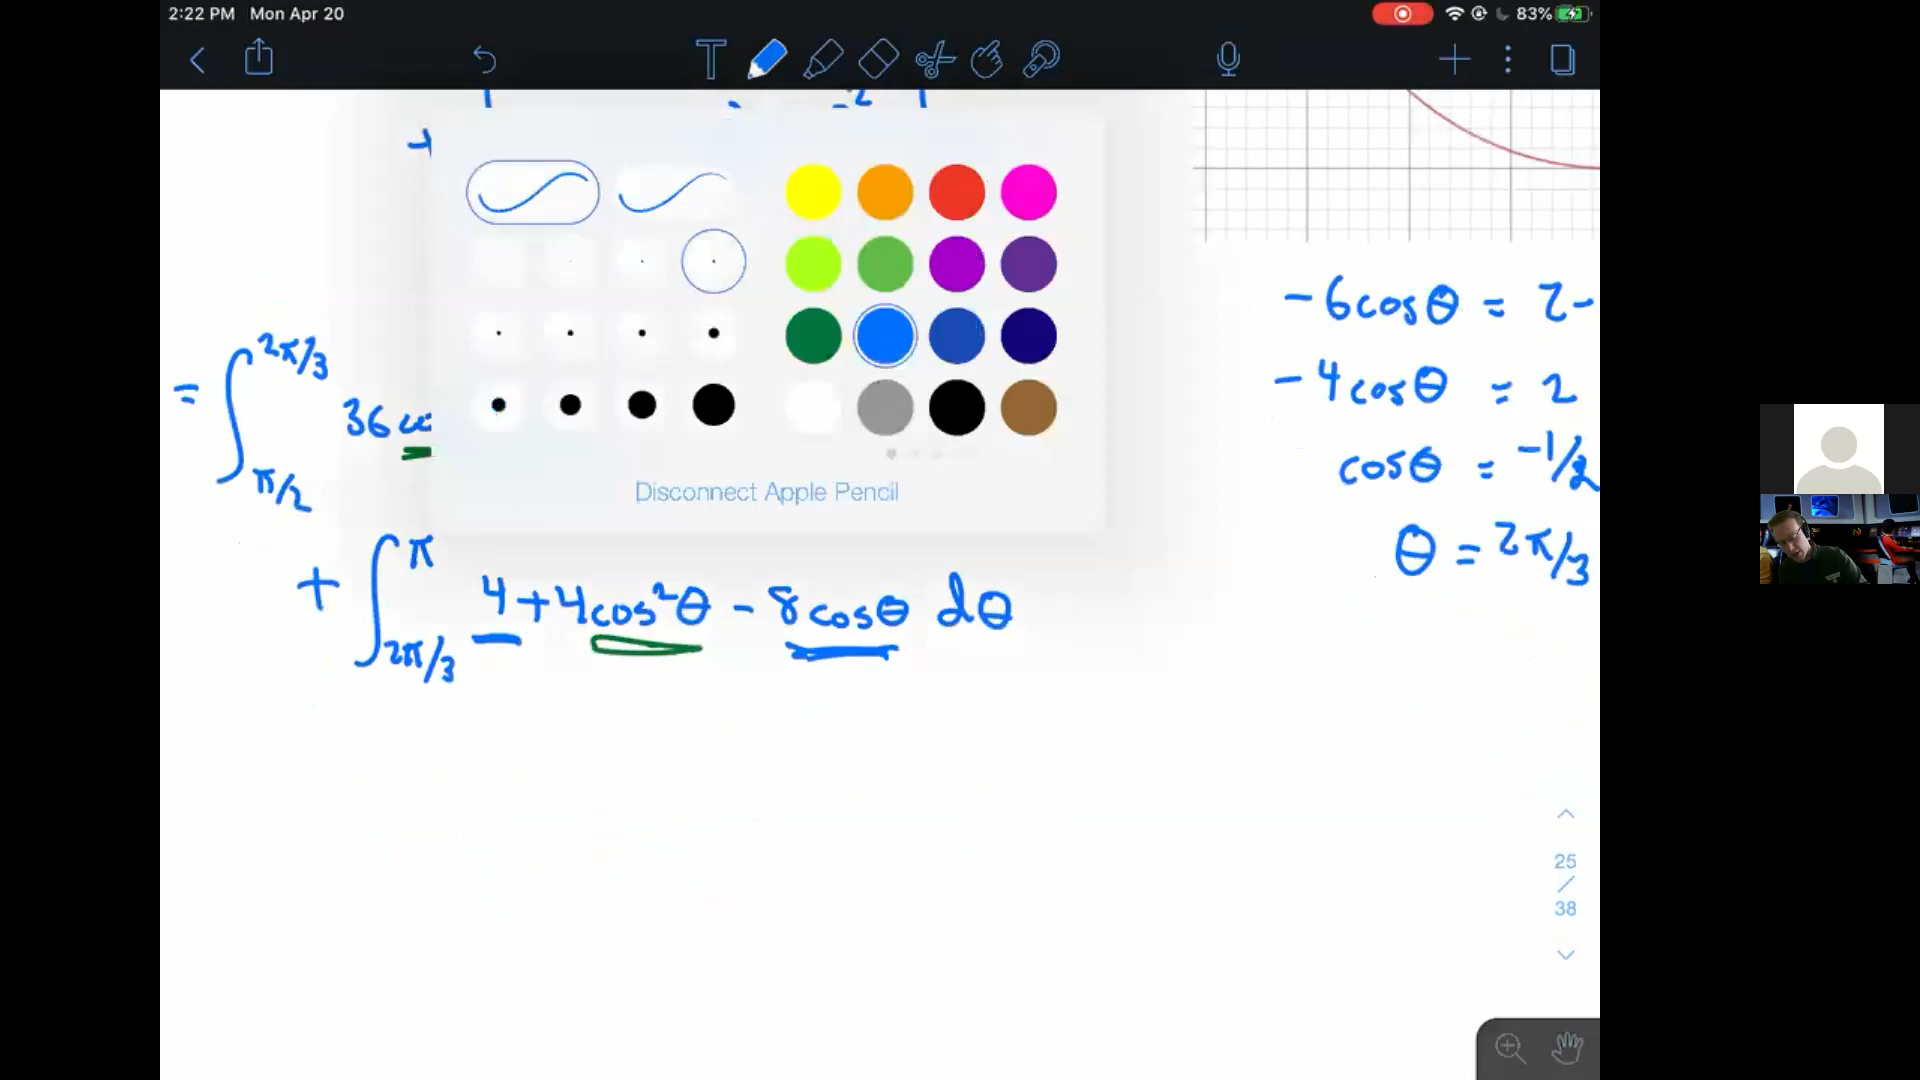 2:22 PM Mon Apr 20
83%
-6cosθ = 2-
-4cosθ = 2
cosθ = -1/2
θ = 2π/3
= ∫ 2π/3 π/2 36
Disconnect Apple Pencil
+ ∫ π 2π/3 4+4cos²θ - 8cosθ dθ
25
/
38